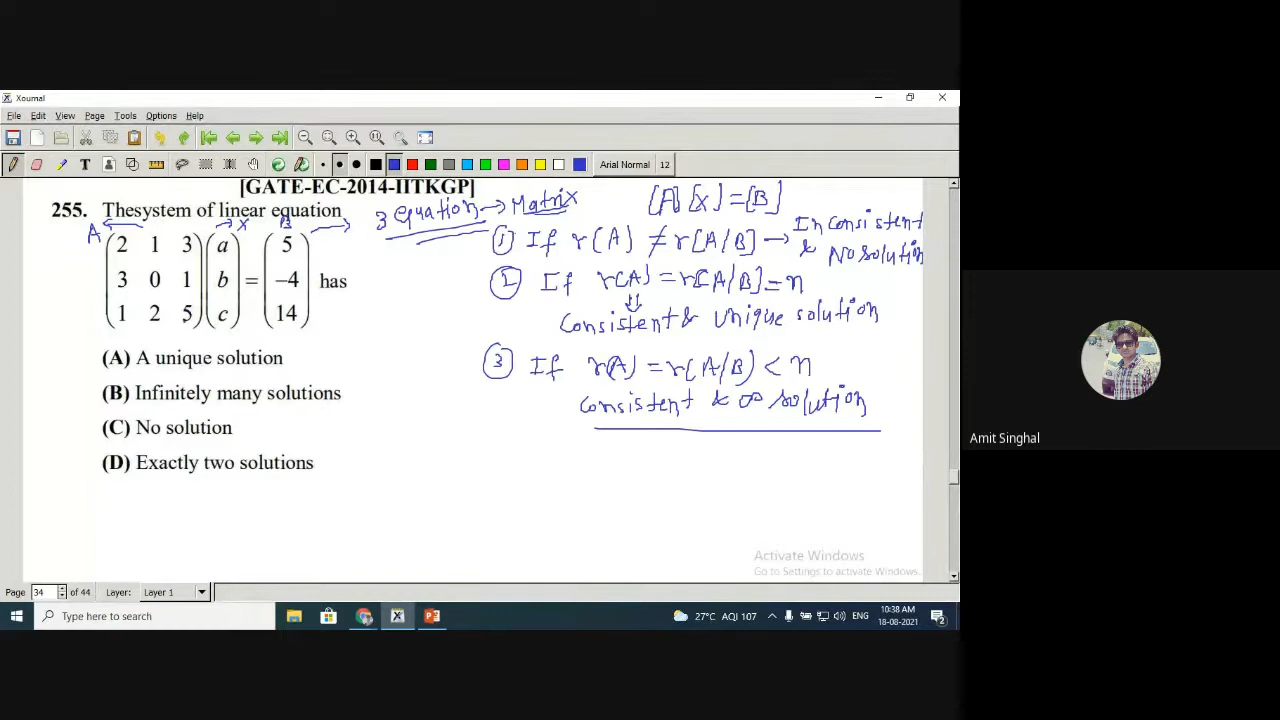 Xournal
File Edit View Page Tools Options Help
Arial Normal 12
[GATE-EC-2014-IITKGP]
255. Thesystem of linear equation
A X B
2 1 3 a 5
3 0 1 b = -4 has
1 2 5 c 14
(A) A unique solution
(B) Infinitely many solutions
(C) No solution
(D) Exactly two solutions
3 equation → Matrix [A] [X] = [B]
① If r(A) ≠ r[A/B] → In consistent
& No solution
② If r(A) = r[A/B] = n
⇓
Consistent & unique solution
③ If r(A) = r(A/B) < n
Consistent & ∞ solution
Activate Windows
Go to Settings to activate Windows.
Page 34 of 44 Layer: Layer 1
Type here to search
27°C AQI 107 ENG 10:38 AM
18-08-2021
2
Amit Singhal